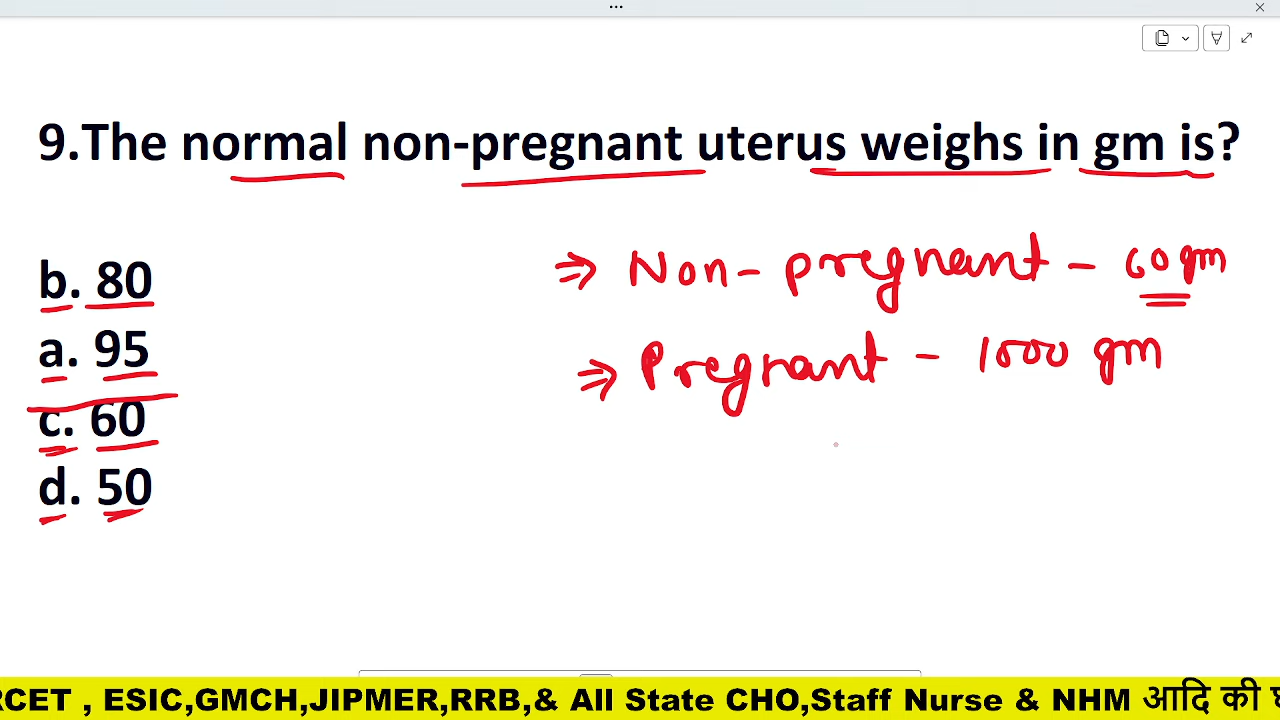 9.The normal non-pregnant uterus weighs in gm is?
b. 80
a. 95
c. 60
d. 50
⇒ Non-pregnant - 60 gm
⇒ Pregnant - 1000 gm
RCET , ESIC,GMCH,JIPMER,RRB,& All State CHO,Staff Nurse & NHM आदि की